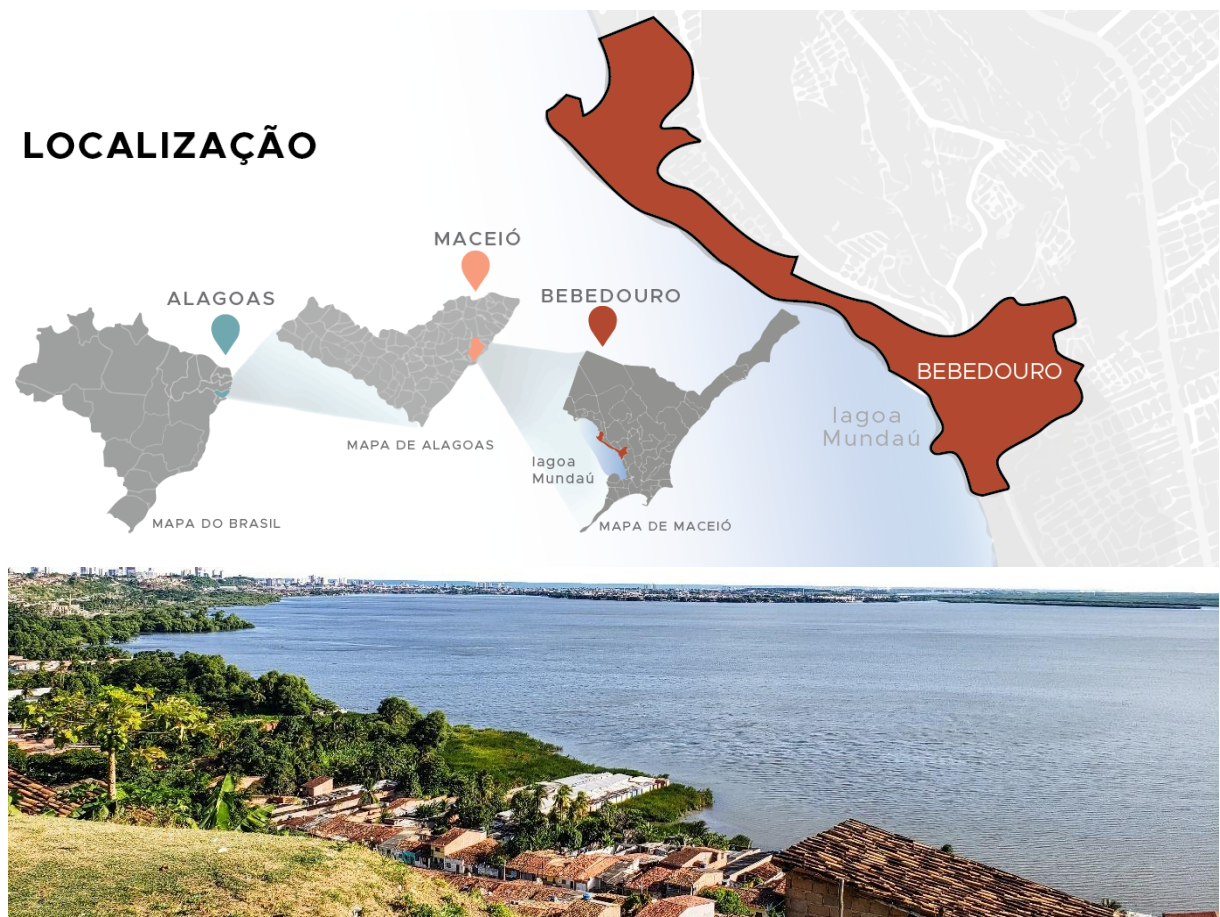 LOCALIZAÇÃO
MACEIÓ
ALAGOAS
BEBEDOURO
BEBEDOURO
lagoa
Mundaú
MAPA DE ALAGOAS
lagoa
Mundaú
MAPA DO BRASIL
MAPA DE MACEIÓ